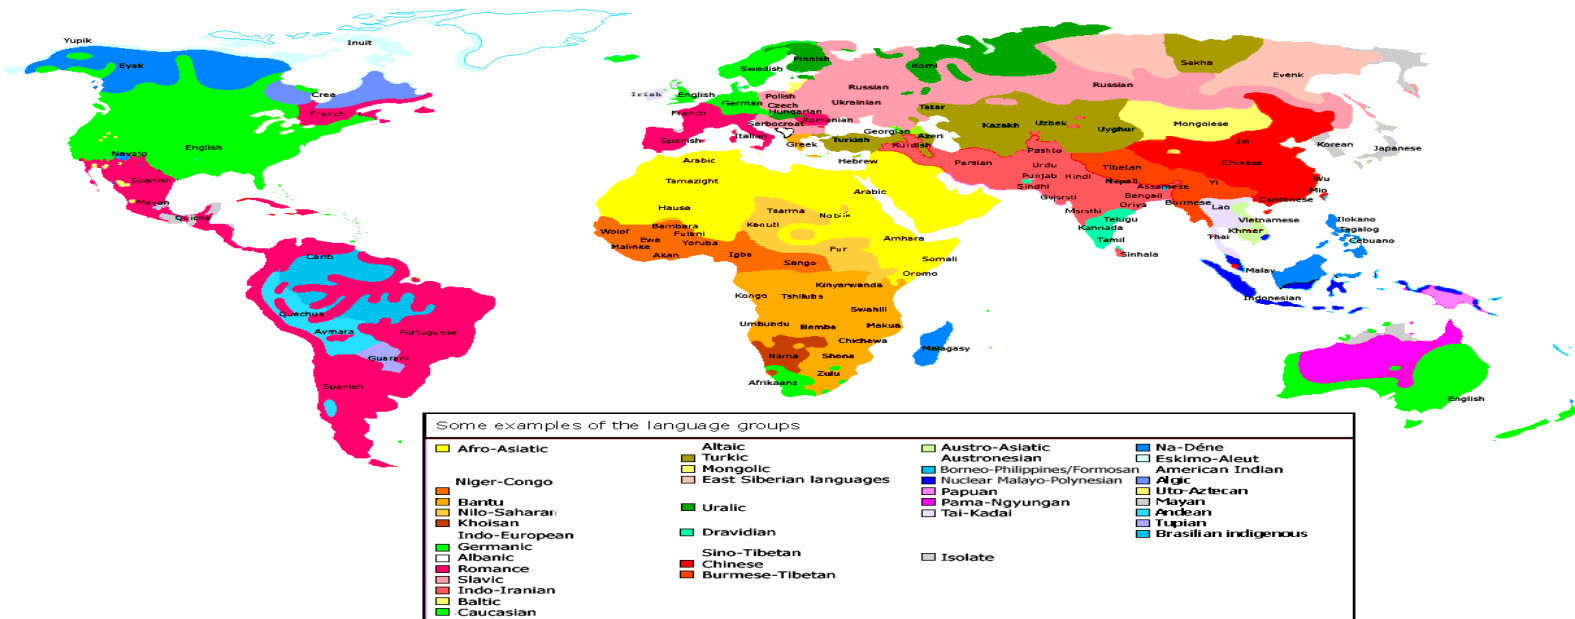 Yupik
Inuit
Eyak
Cree
French
English
Navajo
Spanish
Mayan
Quiche
Carib
Quechua
Aymara
Portuguese
Guarani
Spanish
Finnish
Komi
Swedish
Sakha
Evenk
Russian
Russian
Irish
English
German
Polish
Czech
Ukrainian
Hungarian
Tatar
French
Romanian
Serbocroat
Kazakh
Uzbek
Uyghur
Mongolese
Spanish
Italian
Greek
Turkish
Georgian
Azeri
Kurdish
Jin
Korean
Japanese
Arabic
Hebrew
Persian
Pashto
Chinese
Tamazight
Arabic
Urdu
Punjab
Hindi
Sindhi
Tibetan
Nepali
Assamese
Yi
Wu
Min
Hausa
Tsarma
Nobin
Gujarati
Bengali
Marathi
Oriya
Burmese
Lao
Cantonese
Wolof
Bambara
Fulani
Kanuti
Telugu
Kannada
Vietnamese
Ilokano
Tagalog
Malinke
Ewe
Yoruba
Amhara
Tamil
Khmer
Thai
Cebuano
Akan
Igbo
Sango
Fur
Somali
Sinhala
Oromo
Malay
Kinyerwanda
Kongo
Tshiluba
Indonesian
Swahili
Umbundu
Bemba
Makua
Chichewa
Malagasy
Nama
Shona
Zulu
Afrikaans
English
Some examples of the language groups
Afro-Asiatic
Niger-Congo
Bantu
Nilo-Saharan
Khoisan
Indo-European
Germanic
Albanic
Romance
Slavic
Indo-Iranian
Baltic
Caucasian
Altaic
Turkic
Mongolic
East Siberian languages
Uralic
Dravidian
Sino-Tibetan
Chinese
Burmese-Tibetan
Austro-Asiatic
Austronesian
Borneo-Philippines/Formosan
Nuclear Malayo-Polynesian
Papuan
Pama-Ngyungan
Tai-Kadai
Isolate
Na-Déne
Eskimo-Aleut
American Indian
Algic
Uto-Aztecan
Mayan
Andean
Tupian
Brasilian indigenous